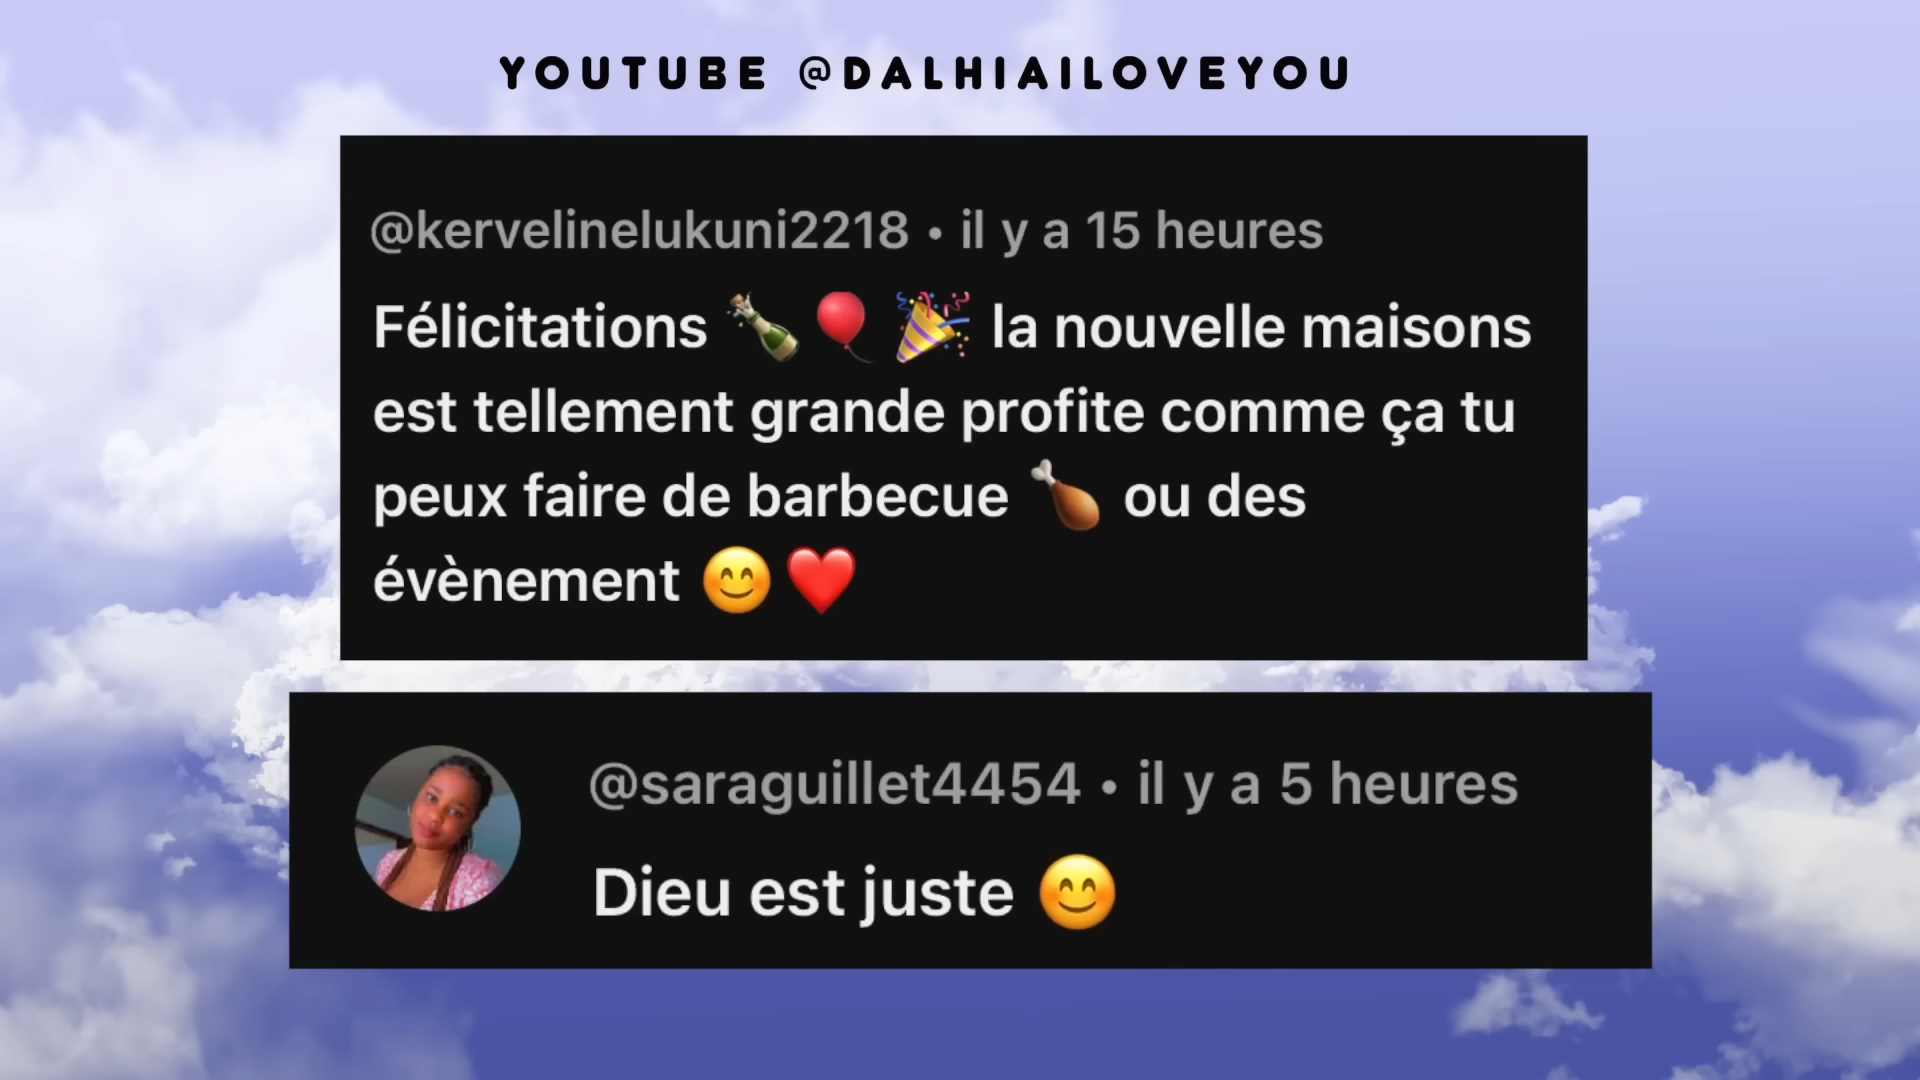 YOUTUBE @DALHIAILOVEYOU
@kervelinelukuni2218 • il y a 15 heures
Félicitations 🍾🎈 🎉 la nouvelle maisons
est tellement grande profite comme ça tu
peux faire de barbecue 🍗 ou des
évènement 😊❤️
@saraguillet4454 • il y a 5 heures
Dieu est juste 😊